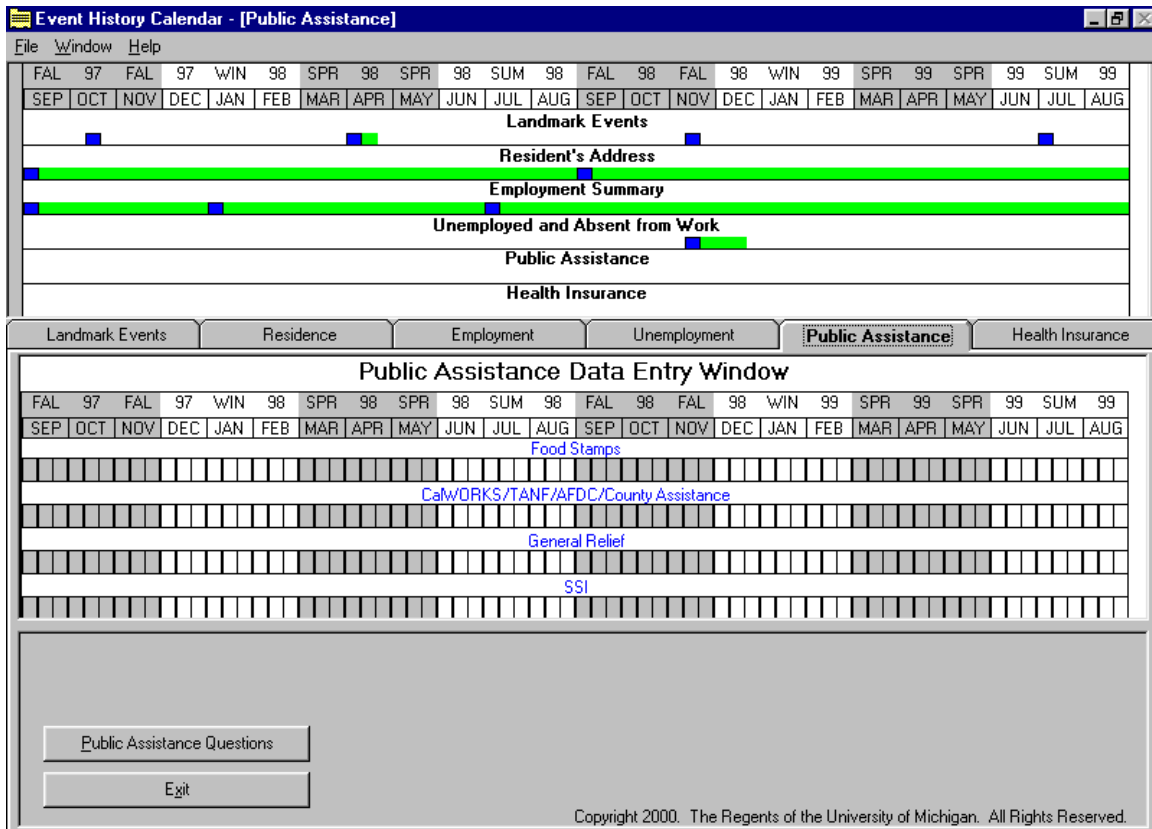 Event History Calendar - [Public Assistance]
File Window Help
FAL 97 FAL 97 WIN 98 SPR 98 SPR 98 SUM 98 FAL 98 FAL 98 WIN 99 SPR 99 SPR 99 SUM 99
SEP OCT NOV DEC JAN FEB MAR APR MAY JUN JUL AUG SEP OCT NOV DEC JAN FEB MAR APR MAY JUN JUL AUG
Landmark Events
Resident's Address
Employment Summary
Unemployed and Absent from Work
Public Assistance
Health Insurance
Landmark Events Residence Employment Unemployment Public Assistance Health Insurance
Public Assistance Data Entry Window
FAL 97 FAL 97 WIN 98 SPR 98 SPR 98 SUM 98 FAL 98 FAL 98 WIN 99 SPR 99 SPR 99 SUM 99
SEP OCT NOV DEC JAN FEB MAR APR MAY JUN JUL AUG SEP OCT NOV DEC JAN FEB MAR APR MAY JUN JUL AUG
Food Stamps
CalWORKS/TANF/AFDC/County Assistance
General Relief
SSI
Public Assistance Questions
Exit
Copyright 2000. The Regents of the University of Michigan. All Rights Reserved.